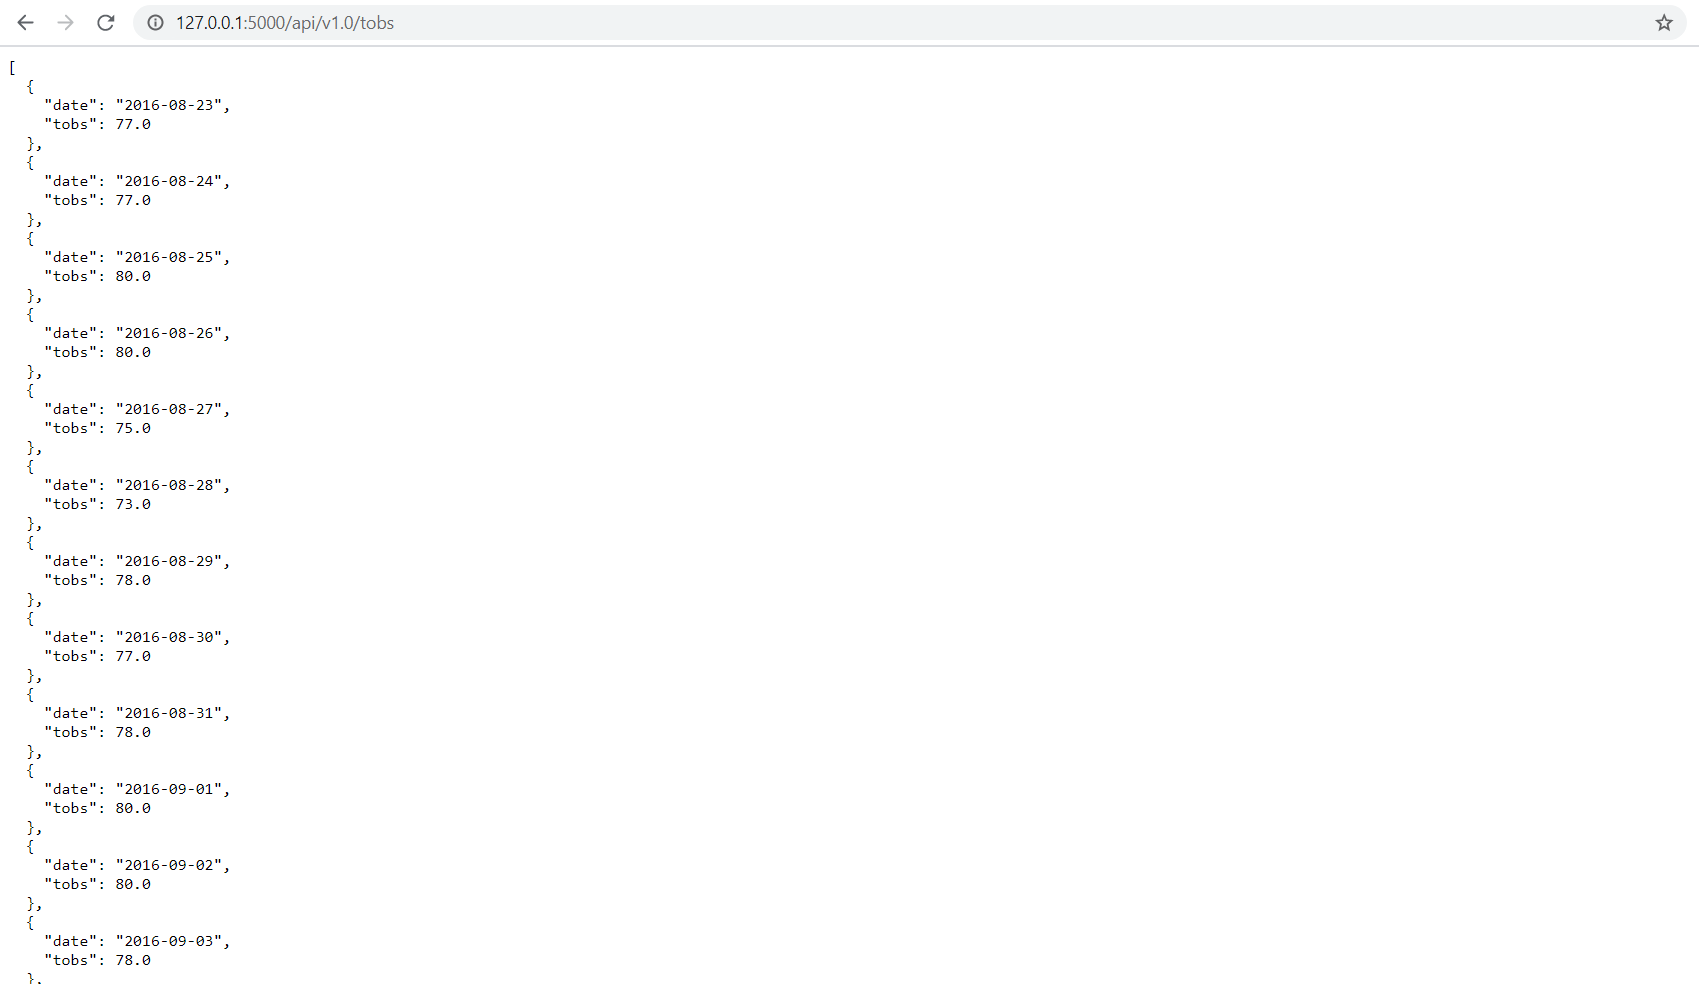 127.0.0.1:5000/api/v1.0/tobs
[
  {
    "date": "2016-08-23",
    "tobs": 77.0
  },
  {
    "date": "2016-08-24",
    "tobs": 77.0
  },
  {
    "date": "2016-08-25",
    "tobs": 80.0
  },
  {
    "date": "2016-08-26",
    "tobs": 80.0
  },
  {
    "date": "2016-08-27",
    "tobs": 75.0
  },
  {
    "date": "2016-08-28",
    "tobs": 73.0
  },
  {
    "date": "2016-08-29",
    "tobs": 78.0
  },
  {
    "date": "2016-08-30",
    "tobs": 77.0
  },
  {
    "date": "2016-08-31",
    "tobs": 78.0
  },
  {
    "date": "2016-09-01",
    "tobs": 80.0
  },
  {
    "date": "2016-09-02",
    "tobs": 80.0
  },
  {
    "date": "2016-09-03",
    "tobs": 78.0
  },